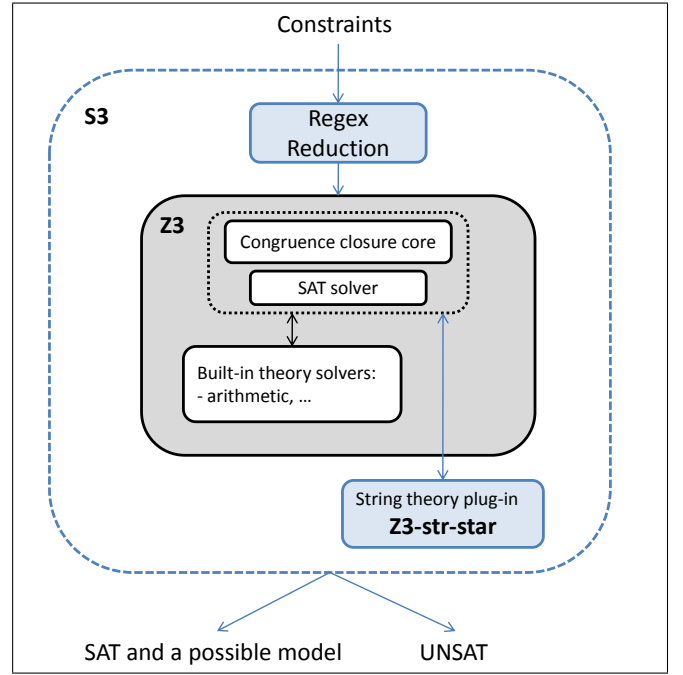 Constraints
S3
Regex
Reduction
Z3
Congruence closure core
SAT solver
Built-in theory solvers:
- arithmetic, ...
String theory plug-in
Z3-str-star
SAT and a possible model
UNSAT